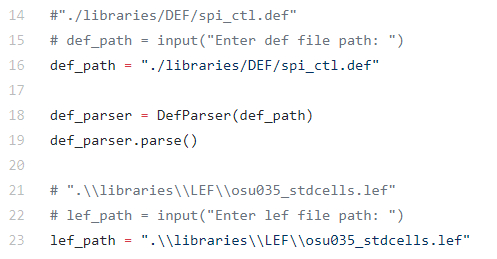 14 #"./libraries/DEF/spi_ctl.def"
15 # def_path = input("Enter def file path: ")
16 def_path = "./libraries/DEF/spi_ctl.def"
17
18 def_parser = DefParser(def_path)
19 def_parser.parse()
20
21 # ".\\libraries\\LEF\\osu035_stdcells.lef"
22 # lef_path = input("Enter lef file path: ")
23 lef_path = ".\\libraries\\LEF\\osu035_stdcells.lef"